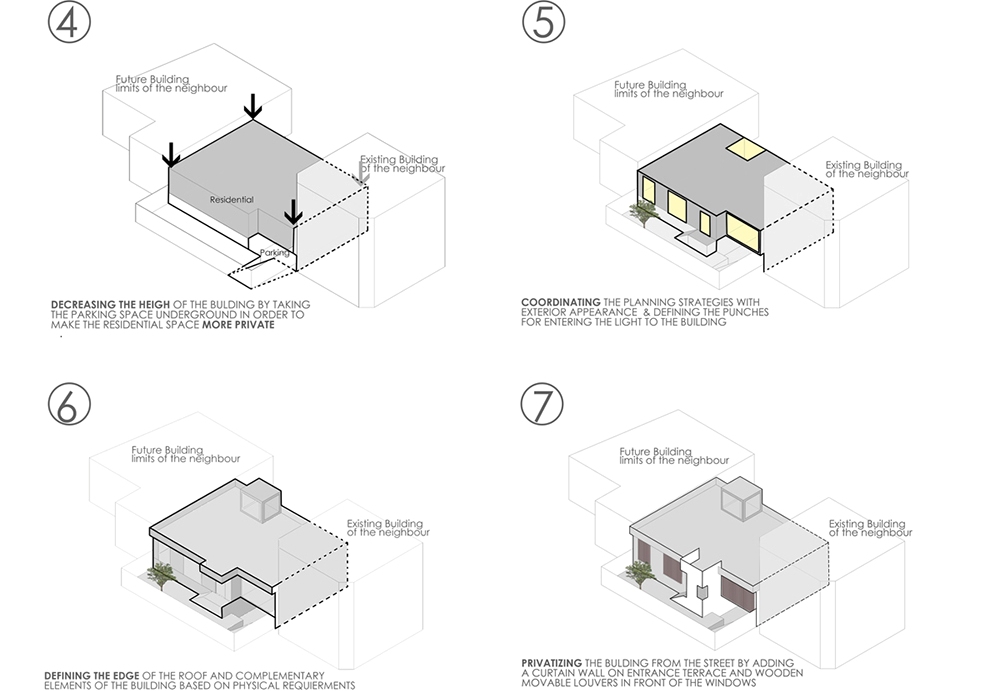 4
Future Building
limits of the neighbour
Existing Building
of the neighbour
Residential
Parking
DECREASING THE HEIGH OF THE BULDING BY TAKING
THE PARKING SPACE UNDERGROUND IN ORDER TO
MAKE THE RESIDENTIAL SPACE MORE PRIVATE
.
5
Future Building
limits of the neighbour
Existing Building
of the neighbour
COORDINATING THE PLANNING STRATEGIES WITH
EXTERIOR APPEARANCE & DEFINING THE PUNCHES
FOR ENTERING THE LIGHT TO THE BUILDING
6
Future Building
limits of the neighbour
Existing Building
of the neighbour
DEFINING THE EDGE OF THE ROOF AND COMPLEMENTARY
ELEMENTS OF THE BUILDING BASED ON PHYSICAL REQUIERMENTS
7
Future Building
limits of the neighbour
Existing Building
of the neighbour
PRIVATIZING THE BULDING FROM THE STREET BY ADDING
A CURTAIN WALL ON ENTRANCE TERRACE AND WOODEN
MOVABLE LOUVERS IN FRONT OF THE WINDOWS